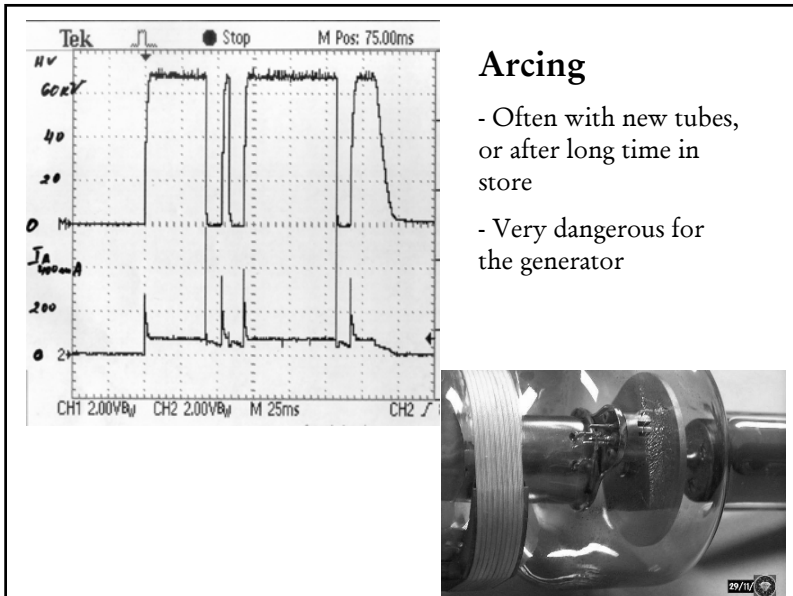 Tek Stop M Pos: 75.00ms
HV
60kV
40
20
0 M
IA
400mA
200
0 2
CH1 2.00VBW CH2 2.00VBW M 25ms CH2
Arcing
- Often with new tubes,
or after long time in
store
- Very dangerous for
the generator
29/11/